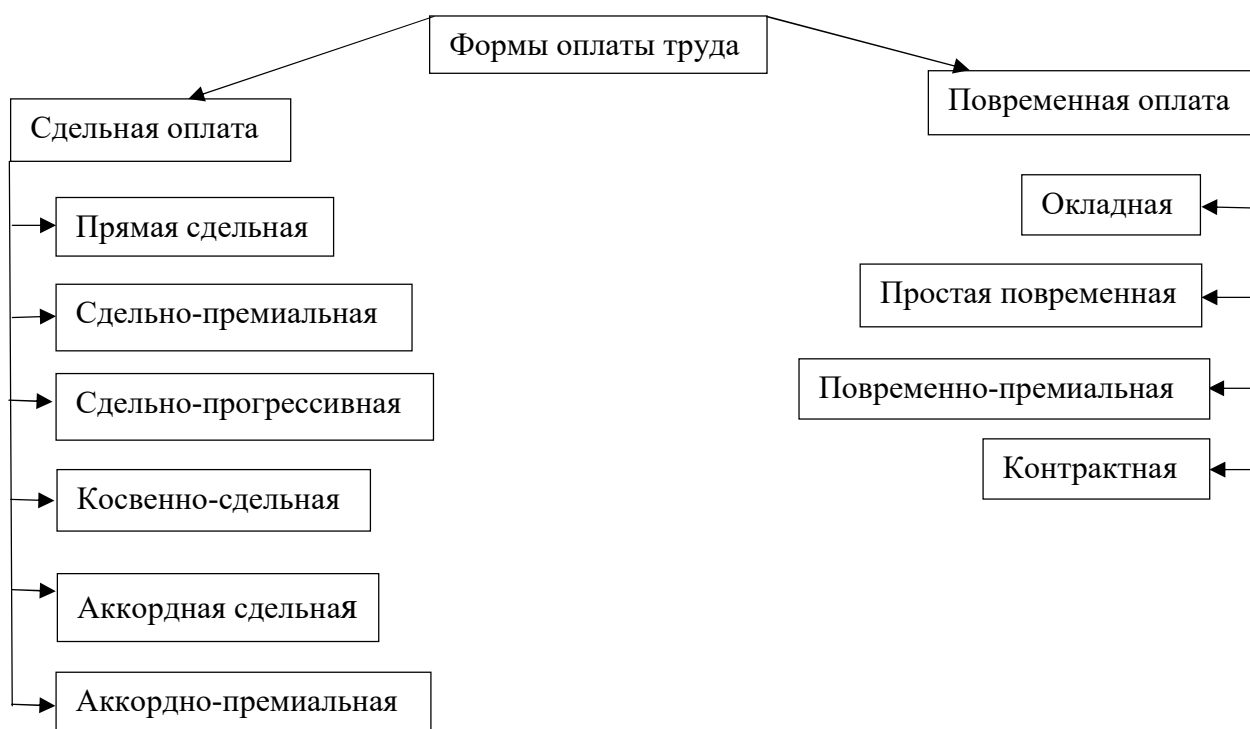 Формы оплаты труда
Сдельная оплата
Повременная оплата
Прямая сдельная
Сдельно-премиальная
Сдельно-прогрессивная
Косвенно-сдельная
Аккордная сдельная
Аккордно-премиальная
Окладная
Простая повременная
Повременно-премиальная
Контрактная